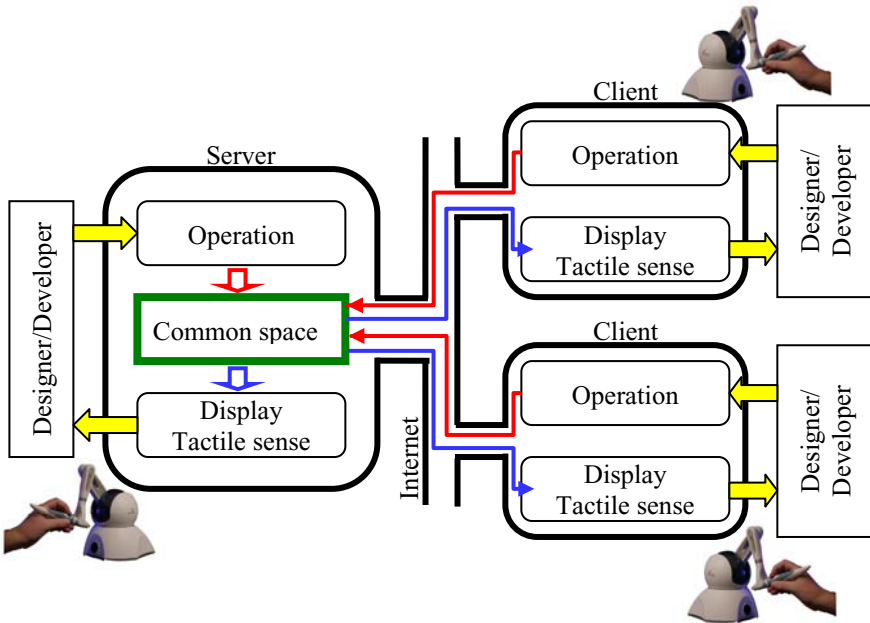 Server
Designer/Developer
Operation
Common space
Display
Tactile sense
Internet
Client
Operation
Display
Tactile sense
Designer/
Developer
Client
Operation
Display
Tactile sense
Designer/
Developer